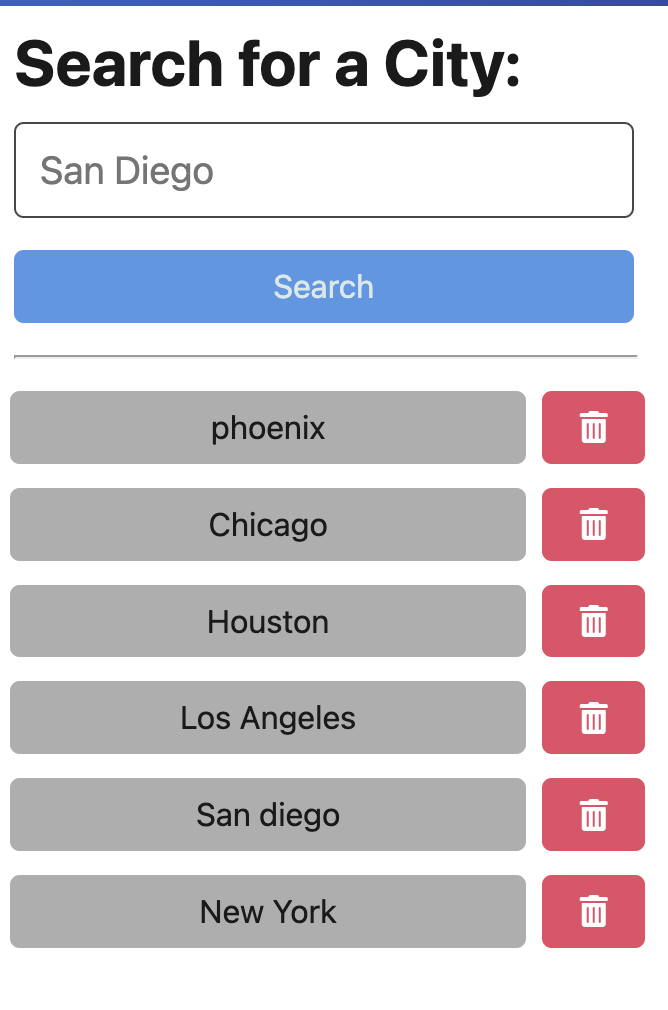 Search for a City:
San Diego
Search
phoenix
Chicago
Houston
Los Angeles
San diego
New York